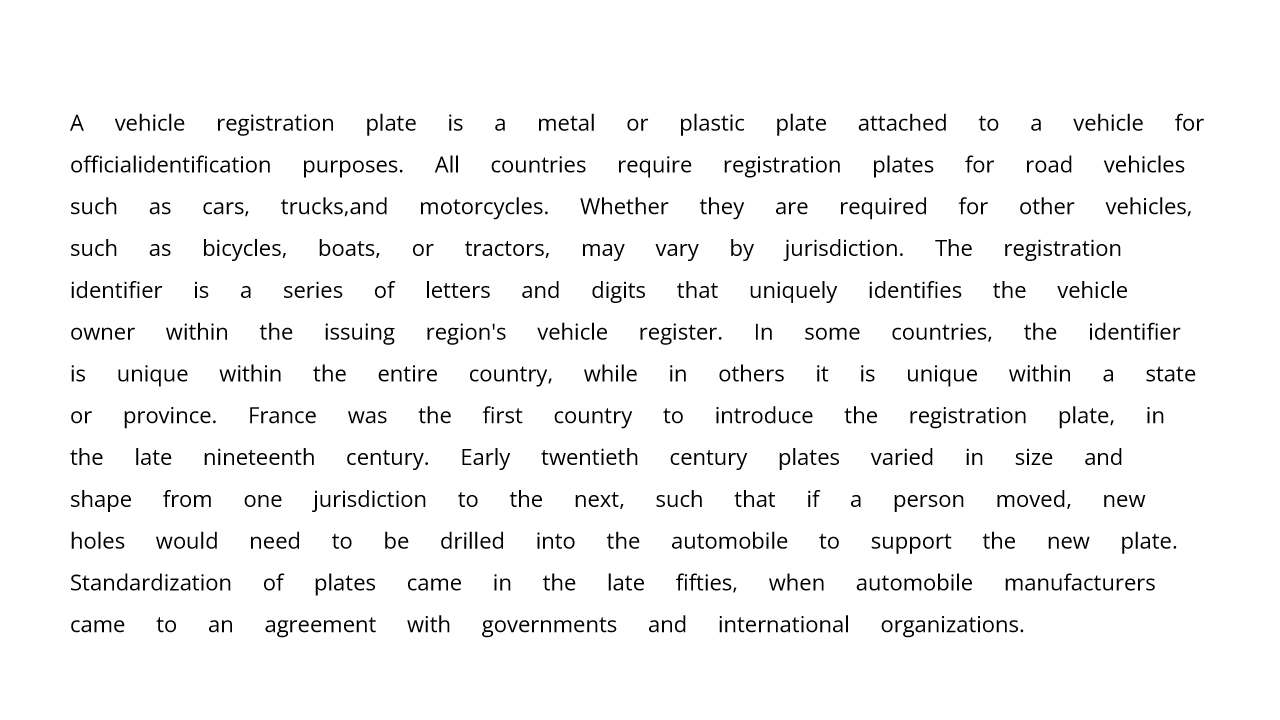 A vehicle registration plate is a metal or plastic plate attached to a vehicle for
officialidentification purposes. All countries require registration plates for road vehicles
such as cars, trucks,and motorcycles. Whether they are required for other vehicles,
such as bicycles, boats, or tractors, may vary by jurisdiction. The registration
identifier is a series of letters and digits that uniquely identifies the vehicle
owner within the issuing region's vehicle register. In some countries, the identifier
is unique within the entire country, while in others it is unique within a state
or province. France was the first country to introduce the registration plate, in
the late nineteenth century. Early twentieth century plates varied in size and
shape from one jurisdiction to the next, such that if a person moved, new
holes would need to be drilled into the automobile to support the new plate.
Standardization of plates came in the late fifties, when automobile manufacturers
came to an agreement with governments and international organizations.